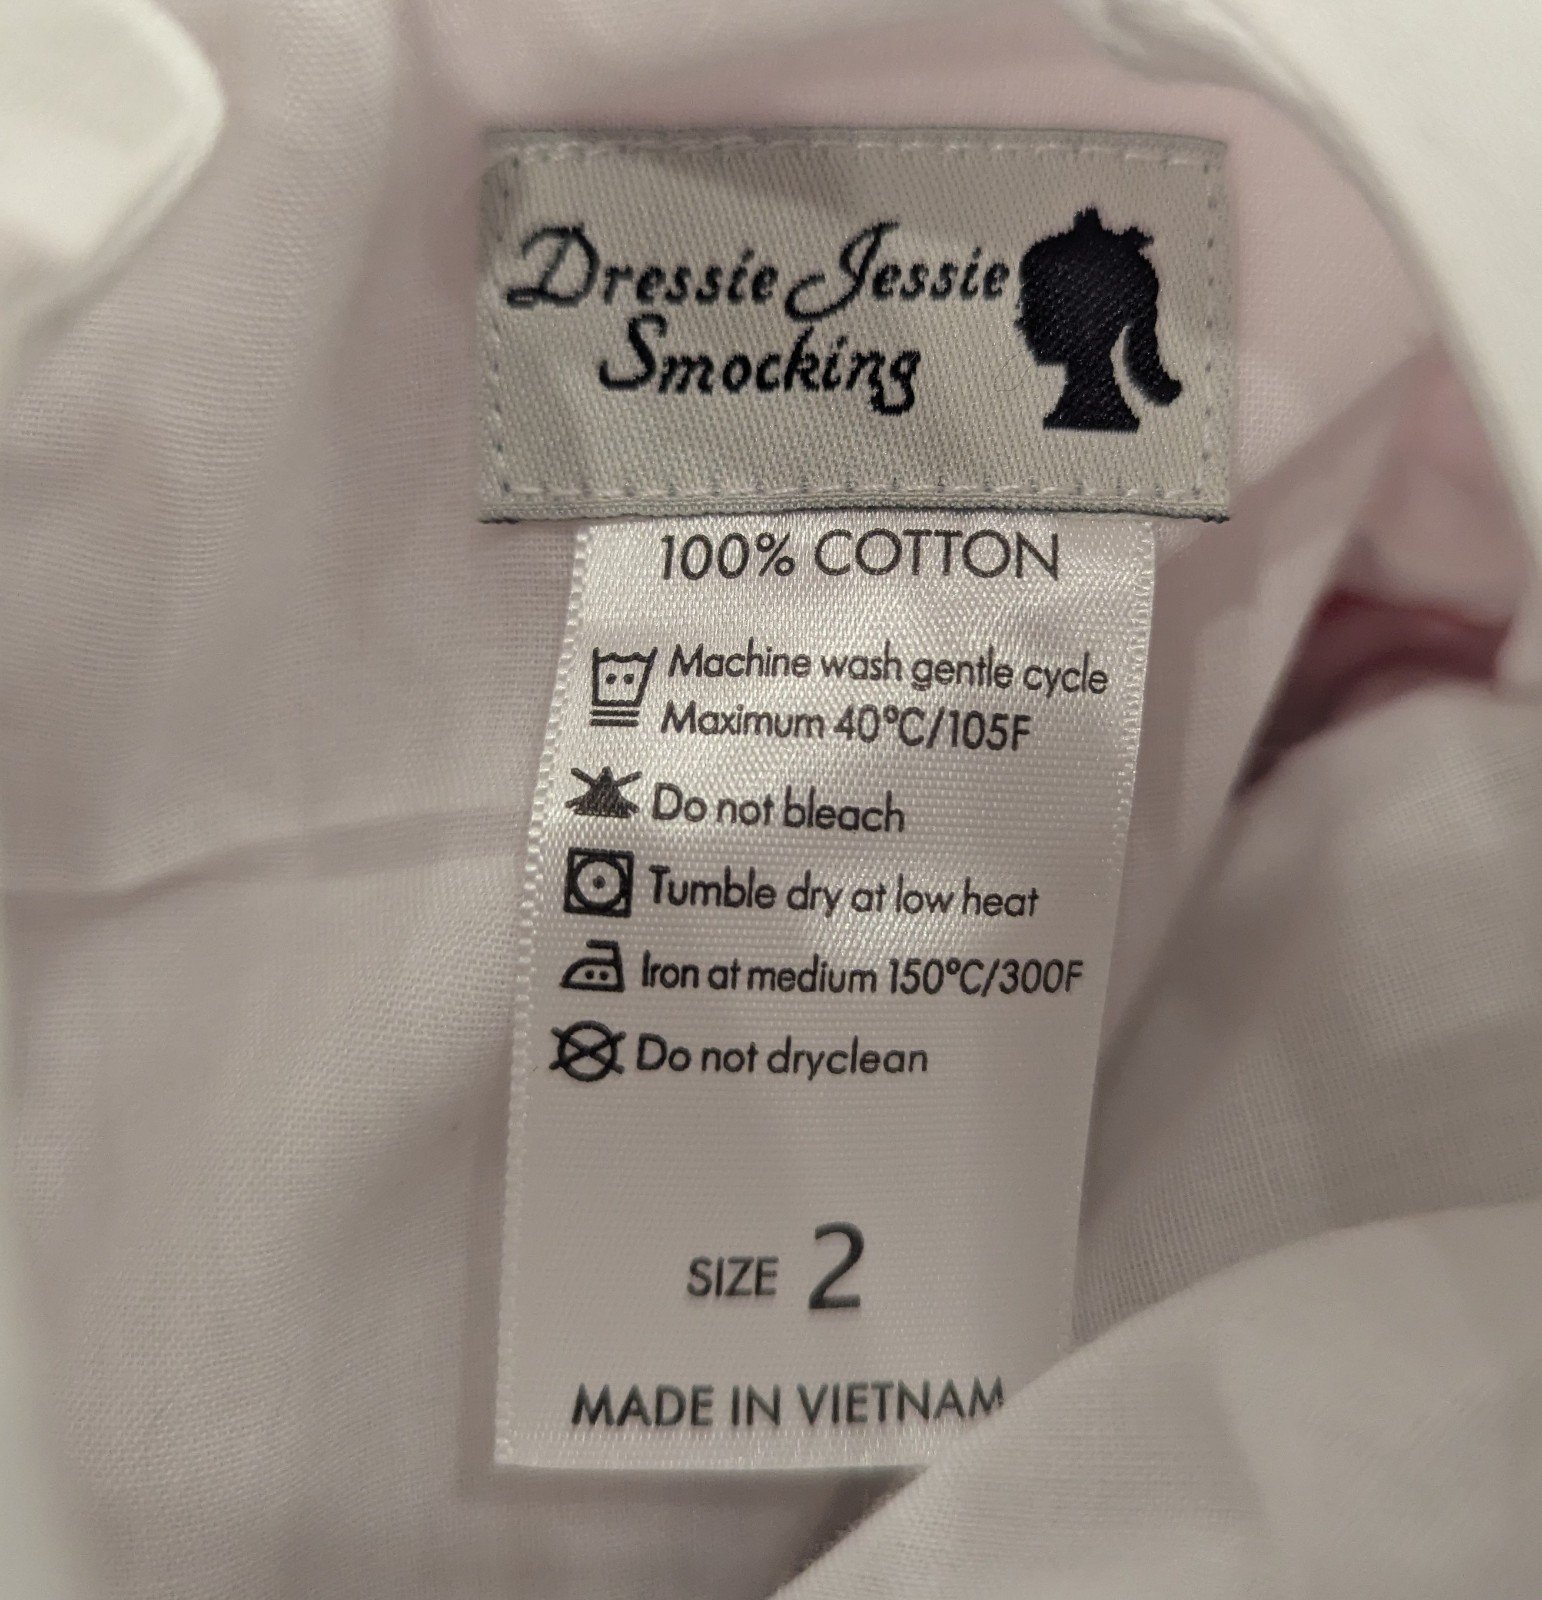 Dressie Jessie
Smocking
100% COTTON
Machine wash gentle cycle
Maximum 40°C/105F
Do not bleach
Tumble dry at low heat
Iron at medium 150°C/300F
Do not dryclean
SIZE 2
MADE IN VIETNAM